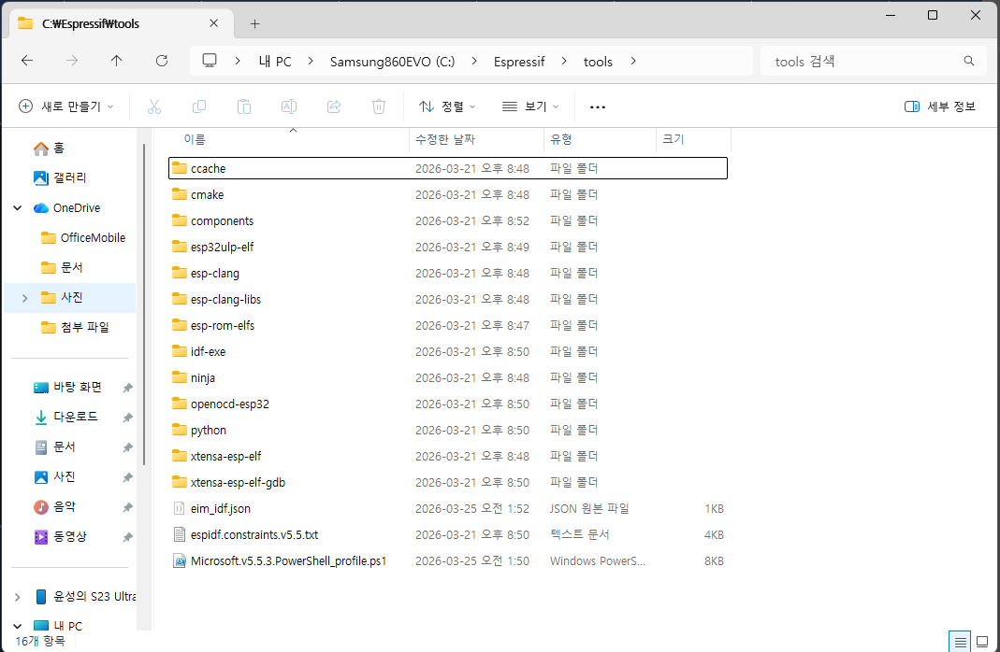 C:₩Espressif₩tools
내 PC > Samsung860EVO (C:) > Espressif > tools >
tools 검색
새로 만들기
정렬
보기
세부 정보
이름 수정한 날짜 유형 크기
홈
갤러리
OneDrive
OfficeMobile
문서
사진
첨부 파일
바탕 화면
다운로드
문서
사진
음악
동영상
윤성의 S23 Ultra
내 PC
ccache 2026-03-21 오후 8:48 파일 폴더
cmake 2026-03-21 오후 8:48 파일 폴더
components 2026-03-21 오후 8:52 파일 폴더
esp32ulp-elf 2026-03-21 오후 8:49 파일 폴더
esp-clang 2026-03-21 오후 8:48 파일 폴더
esp-clang-libs 2026-03-21 오후 8:48 파일 폴더
esp-rom-elfs 2026-03-21 오후 8:47 파일 폴더
idf-exe 2026-03-21 오후 8:50 파일 폴더
ninja 2026-03-21 오후 8:48 파일 폴더
openocd-esp32 2026-03-21 오후 8:50 파일 폴더
python 2026-03-21 오후 8:50 파일 폴더
xtensa-esp-elf 2026-03-21 오후 8:48 파일 폴더
xtensa-esp-elf-gdb 2026-03-21 오후 8:50 파일 폴더
eim_idf.json 2026-03-25 오전 1:52 JSON 원본 파일 1KB
espidf.constraints.v5.5.txt 2026-03-21 오후 8:50 텍스트 문서 4KB
Microsoft.v5.5.3.PowerShell_profile.ps1 2026-03-25 오전 1:50 Windows PowerS... 8KB
16개 항목